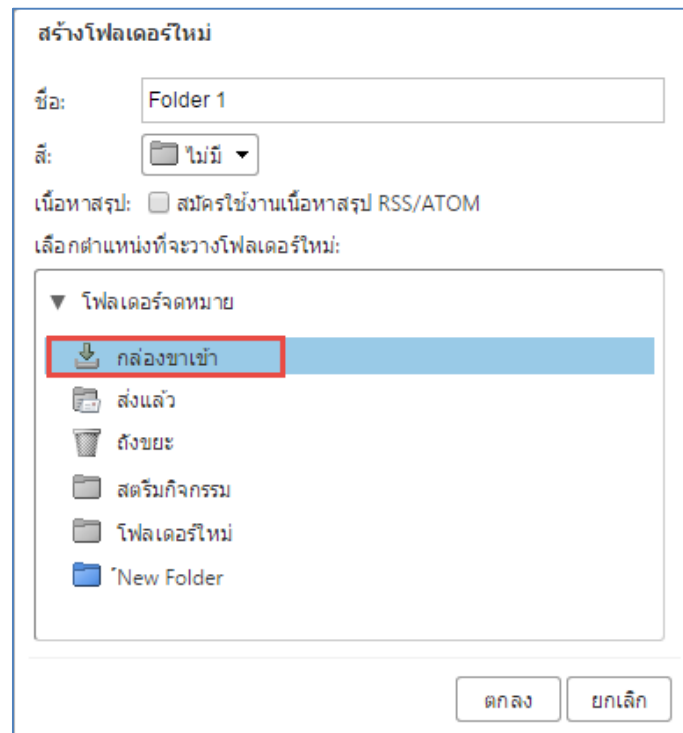 สร้างโฟลเดอร์ใหม่
ชื่อ: Folder 1
สี: ไม่มี
เนื้อหาสรุป: สมัครใช้งานเนื้อหาสรุป RSS/ATOM
เลือกตำแหน่งที่จะวางโฟลเดอร์ใหม่:
โฟลเดอร์จดหมาย
กล่องขาเข้า
ส่งแล้ว
ถังขยะ
สตรีมกิจกรรม
โฟลเดอร์ใหม่
์New Folder
ตกลง ยกเลิก